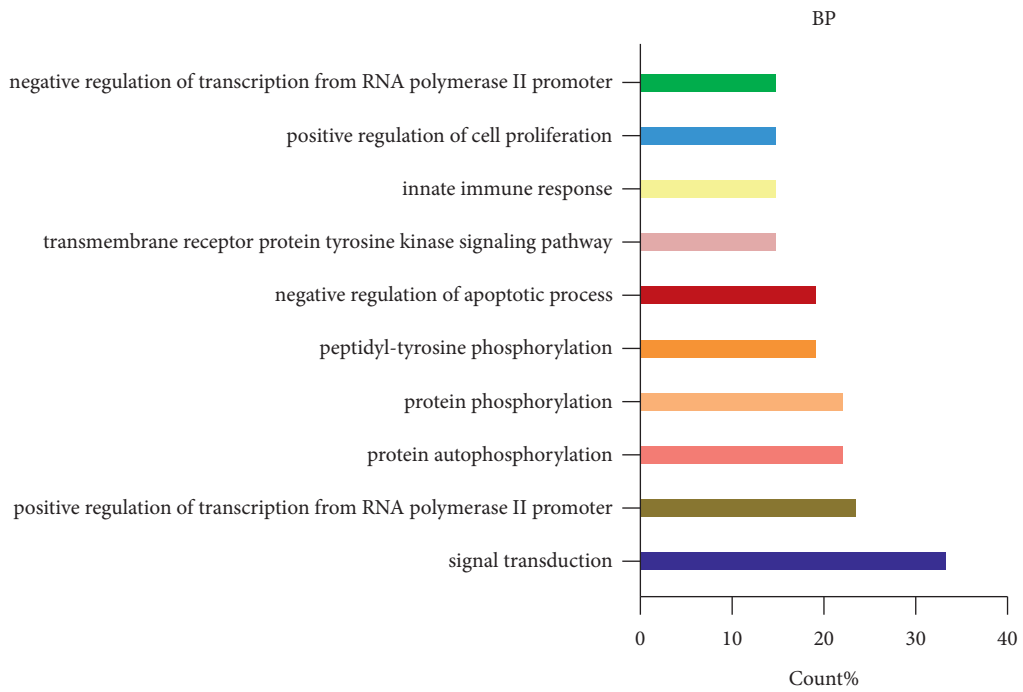 BP
negative regulation of transcription from RNA polymerase II promoter
positive regulation of cell proliferation
innate immune response
transmembrane receptor protein tyrosine kinase signaling pathway
negative regulation of apoptotic process
peptidyl-tyrosine phosphorylation
protein phosphorylation
protein autophosphorylation
positive regulation of transcription from RNA polymerase II promoter
signal transduction
0 10 20 30 40
Count%